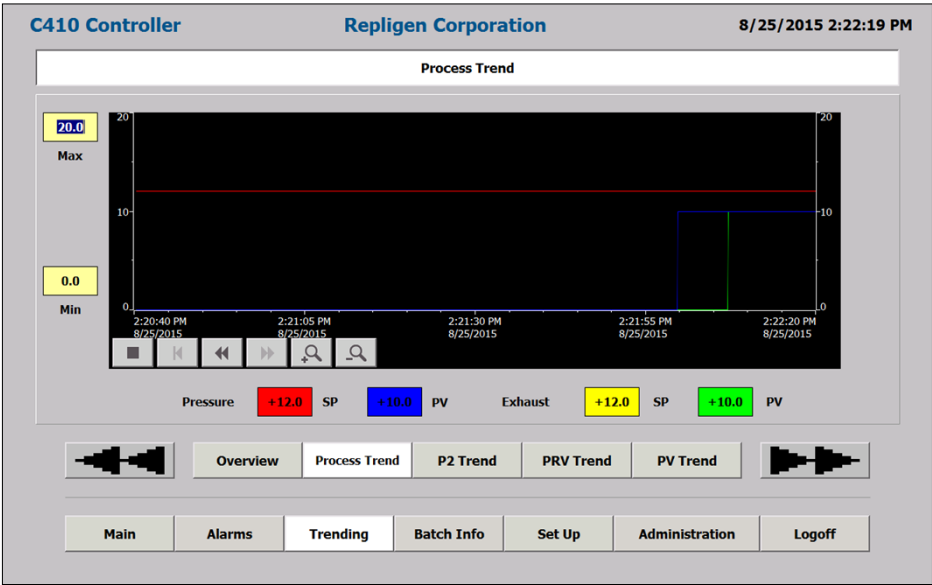 C410 Controller Repligen Corporation 8/25/2015 2:22:19 PM
Process Trend
20.0
Max
20 20
10 10
0.0
Min
0 0
2:20:40 PM 2:21:05 PM 2:21:30 PM 2:21:55 PM 2:22:20 PM
8/25/2015 8/25/2015 8/25/2015 8/25/2015 8/25/2015
Pressure +12.0 SP +10.0 PV Exhaust +12.0 SP +10.0 PV
Overview Process Trend P2 Trend PRV Trend PV Trend
Main Alarms Trending Batch Info Set Up Administration Logoff